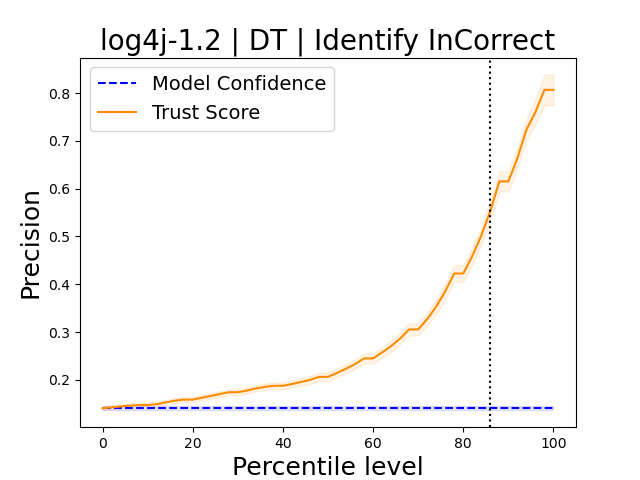 log4j-1.2 | DT | Identify InCorrect
Model Confidence
Trust Score
Precision
0.8
0.7
0.6
0.5
0.4
0.3
0.2
0 20 40 60 80 100
Percentile level